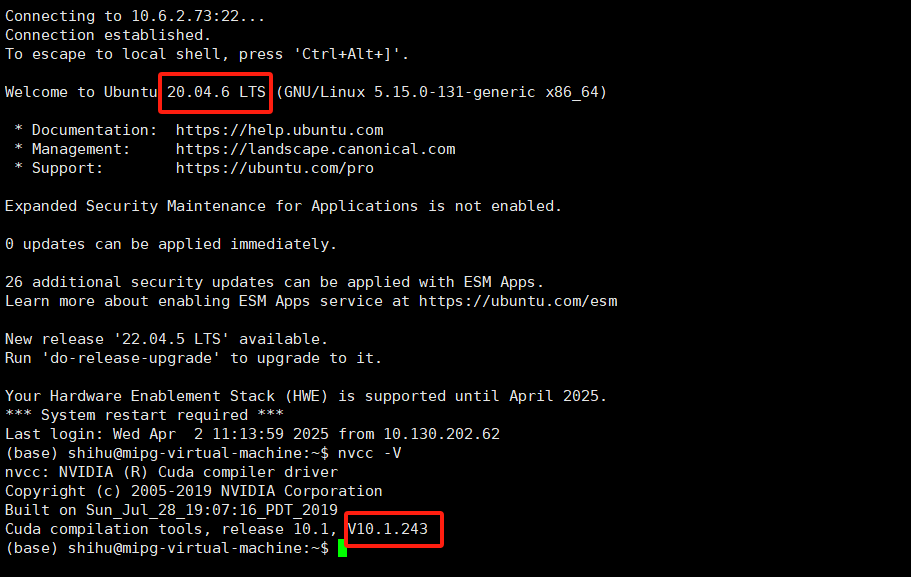 Connecting to 10.6.2.73:22...
Connection established.
To escape to local shell, press 'Ctrl+Alt+]'.
Welcome to Ubuntu 20.04.6 LTS (GNU/Linux 5.15.0-131-generic x86_64)
* Documentation:  https://help.ubuntu.com
* Management:     https://landscape.canonical.com
* Support:        https://ubuntu.com/pro
Expanded Security Maintenance for Applications is not enabled.
0 updates can be applied immediately.
26 additional security updates can be applied with ESM Apps.
Learn more about enabling ESM Apps service at https://ubuntu.com/esm
New release '22.04.5 LTS' available.
Run 'do-release-upgrade' to upgrade to it.
Your Hardware Enablement Stack (HWE) is supported until April 2025.
*** System restart required ***
Last login: Wed Apr  2 11:13:59 2025 from 10.130.202.62
(base) shihu@mipg-virtual-machine:~$ nvcc -V
nvcc: NVIDIA (R) Cuda compiler driver
Copyright (c) 2005-2019 NVIDIA Corporation
Built on Sun_Jul_28_19:07:16_PDT_2019
Cuda compilation tools, release 10.1, V10.1.243
(base) shihu@mipg-virtual-machine:~$